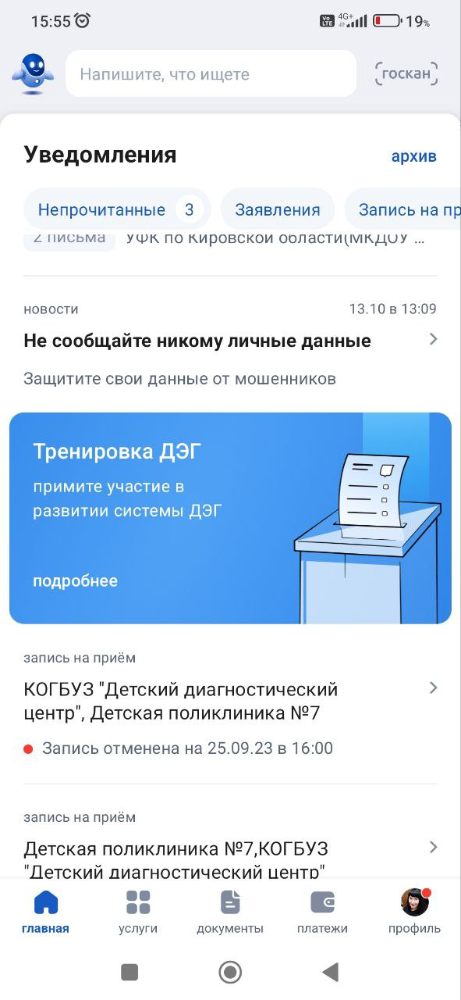 15:55
Vo LTE 4G+ 19%
Напишите, что ищете
госкан
Уведомления
архив
Непрочитанные 3
Заявления
Запись на пр
2 письма УФК по Кировской области(МКДОУ ...
новости
13.10 в 13:09
Не сообщайте никому личные данные
Защитите свои данные от мошенников
Тренировка ДЭГ
примите участие в
развитии системы ДЭГ
подробнее
запись на приём
КОГБУЗ "Детский диагностический
центр", Детская поликлиника №7
Запись отменена на 25.09.23 в 16:00
запись на приём
Детская поликлиника №7,КОГБУЗ
"Детский диагностический центр"
главная
услуги
документы
платежи
профиль